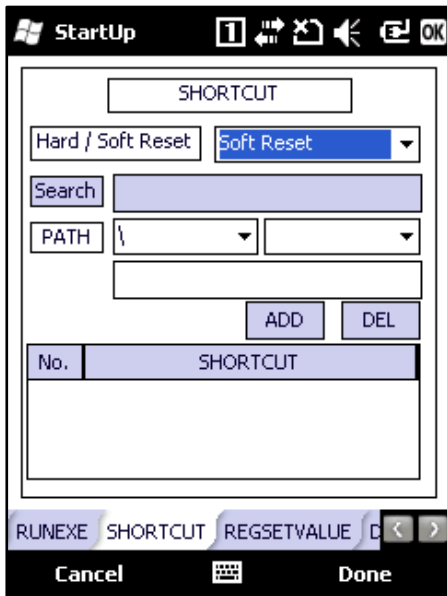 StartUp 1 OK
SHORTCUT
Hard / Soft Reset Soft Reset
Search
PATH \
ADD DEL
No. SHORTCUT
RUNEXE SHORTCUT REGSETVALUE D
Cancel Done